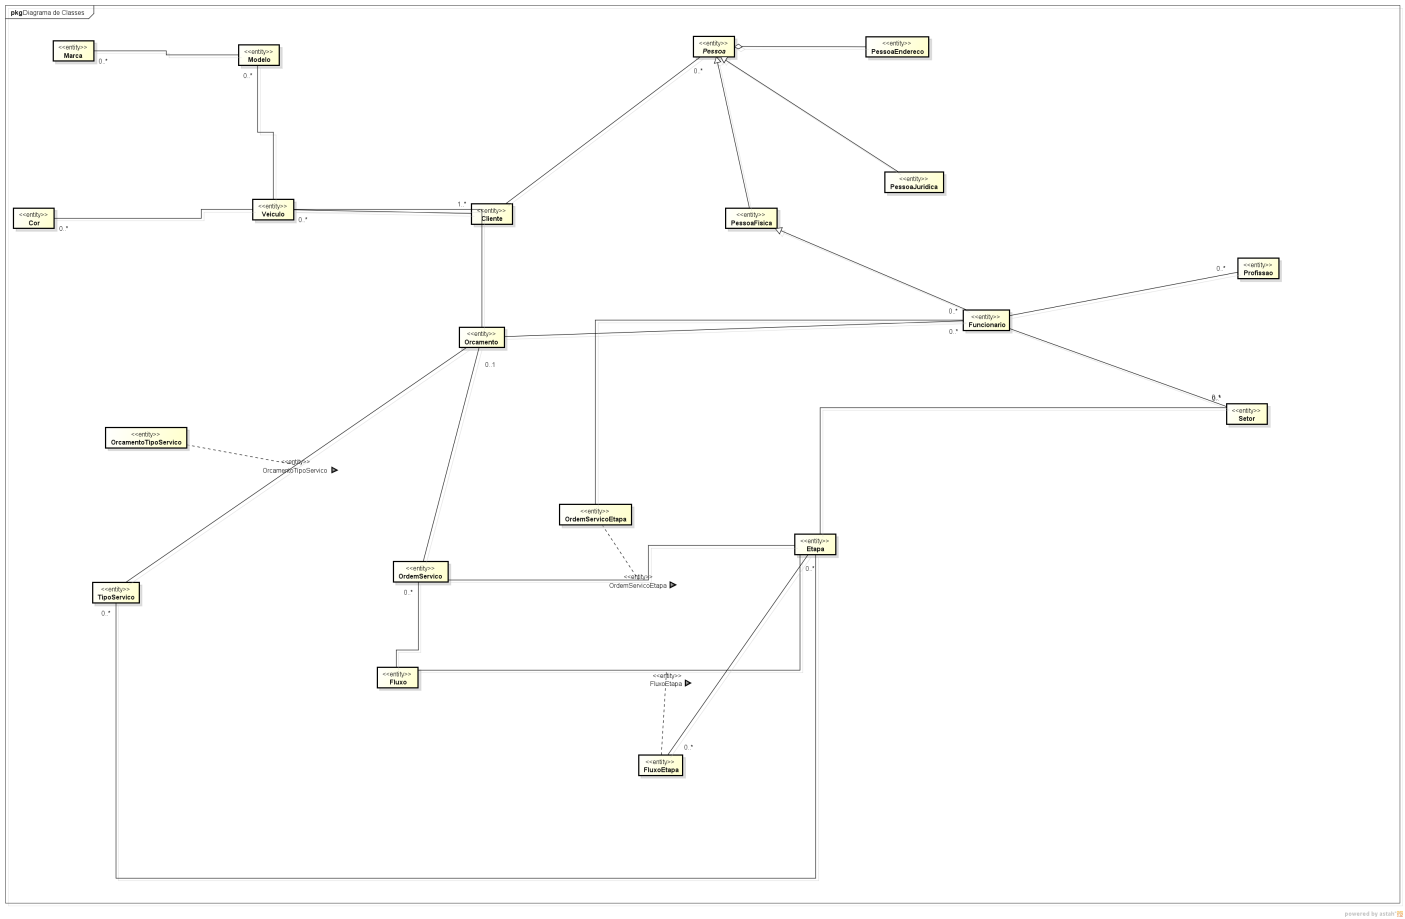 pkg Diagrama de Classes
<<entity>>
Marca
0..*
<<entity>>
Modelo
0..*
<<entity>>
Pessoa
0..*
<<entity>>
PessoaEndereco
<<entity>>
PessoaJuridica
<<entity>>
Cor
0..*
<<entity>>
Veiculo
0..*
1..*
<<entity>>
Cliente
<<entity>>
PessoaFisica
<<entity>>
Profissao
0..*
<<entity>>
Funcionario
0..*
0..*
<<entity>>
Orcamento
0..1
<<entity>>
Setor
<<entity>>
OrcamentoTipoServico
<<entity>>
OrcamentoTipoServico
<<entity>>
OrdemServicoEtapa
<<entity>>
Etapa
0..*
<<entity>>
OrdemServico
0..*
<<entity>>
OrdemServicoEtapa
<<entity>>
TipoServico
0..*
<<entity>>
Fluxo
<<entity>>
FluxoEtapa
0..*
<<entity>>
FluxoEtapa
powered by astah*